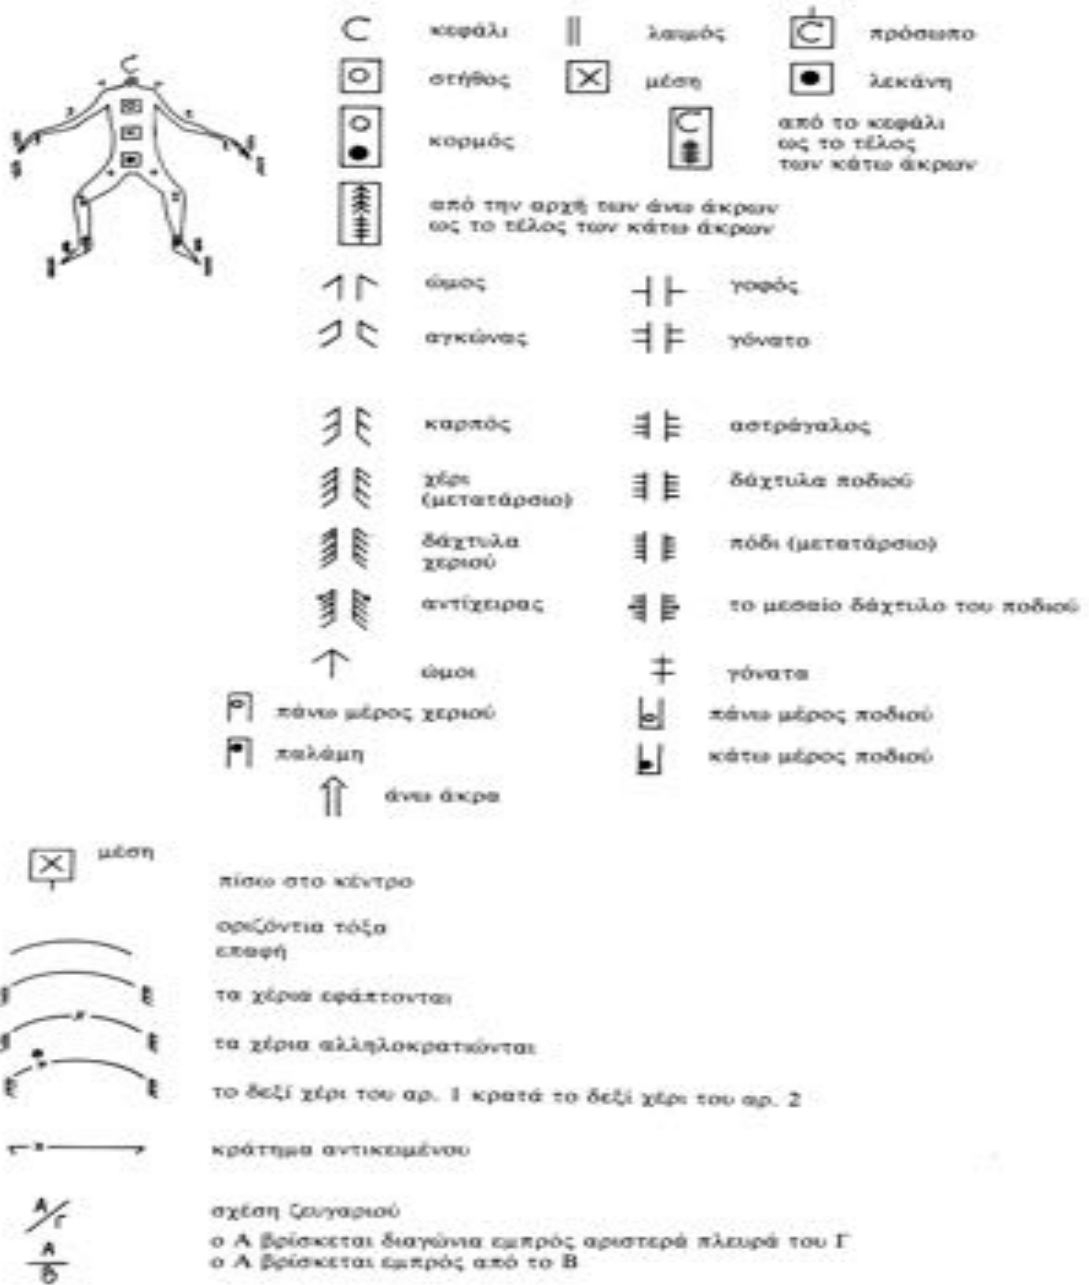 κεφάλι λαιμός πρόσωπο
στήθος μέση λεκάνη
κορμός
από το κεφάλι
ως το τέλος
των κάτω άκρων
από την αρχή των άνω άκρων
ως το τέλος των κάτω άκρων
ώμος γοφός
αγκώνας γόνατο
καρπός αστράγαλος
χέρι
(μετατάρσιο)
δάχτυλα ποδιού
δάχτυλα
χεριού
πόδι (μετατάρσιο)
αντίχειρας το μεσαίο δάχτυλο του ποδιού
ώμοι γόνατα
πάνω μέρος χεριού πάνω μέρος ποδιού
παλάμη κάτω μέρος ποδιού
άνω άκρα
μέση
πίσω στο κέντρο
οριζόντια τόξα
επαφή
τα χέρια εφάπτονται
τα χέρια αλληλοκρατιώνται
το δεξί χέρι του αρ. 1 κρατά το δεξί χέρι του αρ. 2
κράτημα αντικειμένου
Α/Γ
σχέση ζευγαριού
ο Α βρίσκεται διαγώνια εμπρός αριστερά πλευρά του Γ
Α
Β
ο Α βρίσκεται εμπρός από το Β